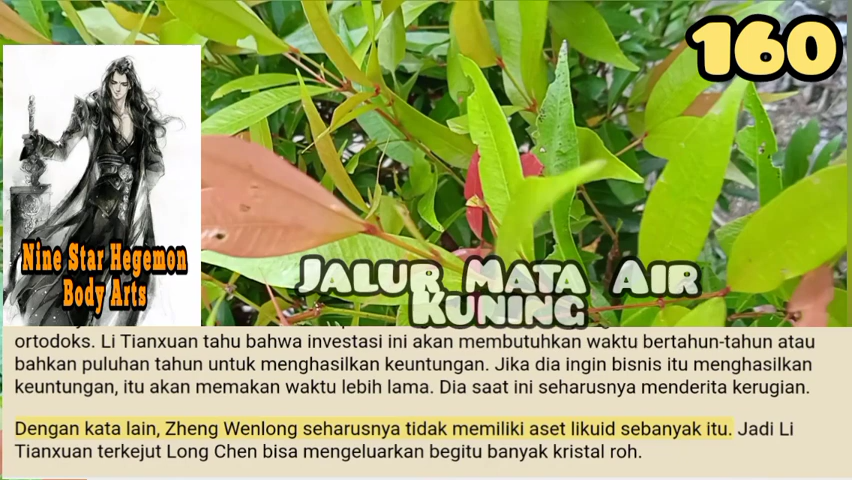 160
Nine Star Hegemon
Body Arts
Jalur Mata Air
Kuning
ortodoks. Li Tianxuan tahu bahwa investasi ini akan membutuhkan waktu bertahun-tahun atau
bahkan puluhan tahun untuk menghasilkan keuntungan. Jika dia ingin bisnis itu menghasilkan
keuntungan, itu akan memakan waktu lebih lama. Dia saat ini seharusnya menderita kerugian.
Dengan kata lain, Zheng Wenlong seharusnya tidak memiliki aset likuid sebanyak itu. Jadi Li
Tianxuan terkejut Long Chen bisa mengeluarkan begitu banyak kristal roh.